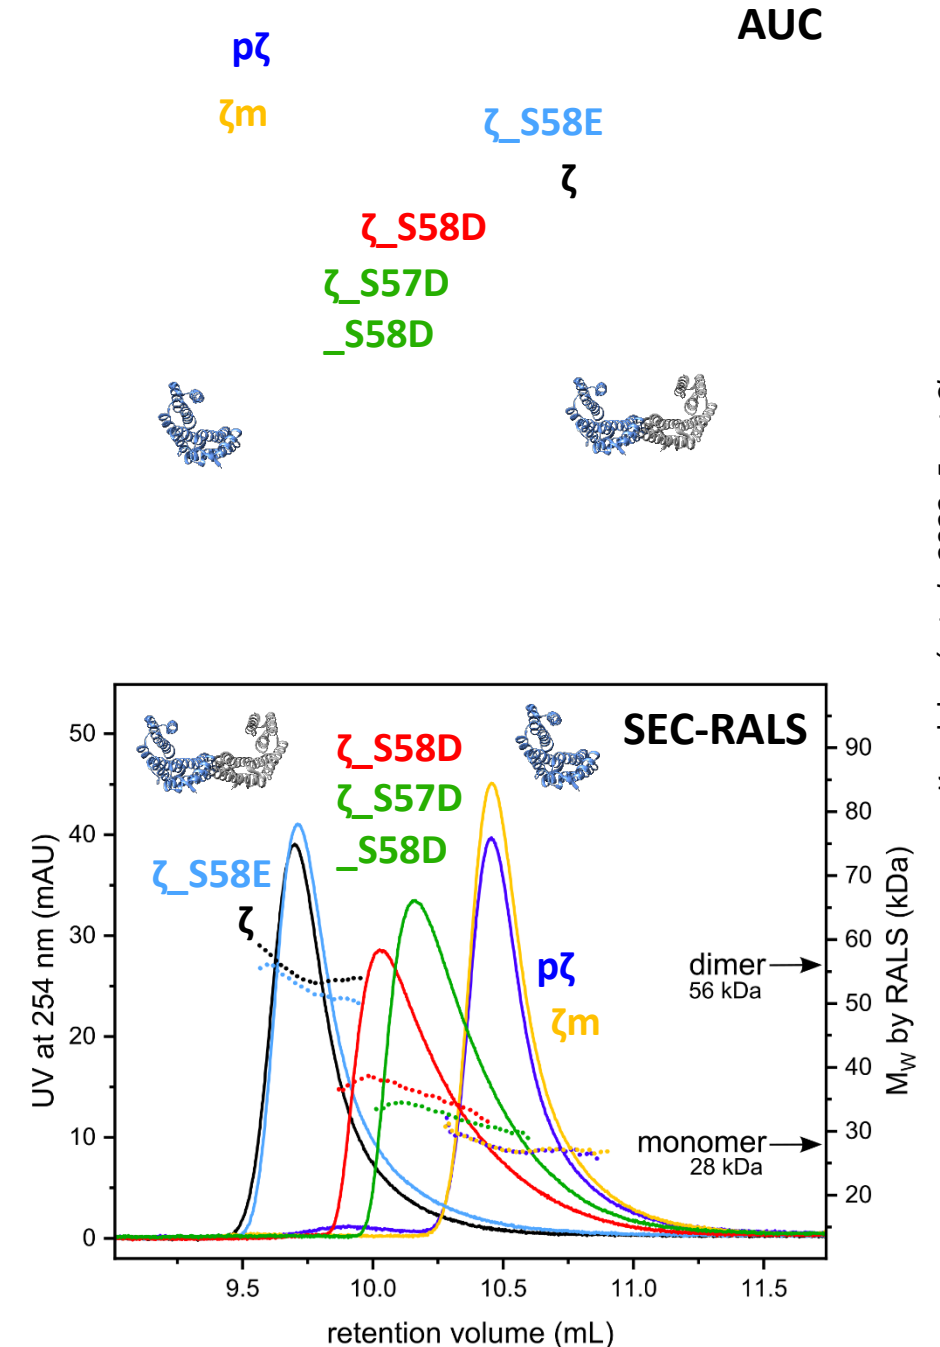 AUC
pζ
ζm
ζ_S58E
ζ
ζ_S58D
ζ_S57D
_S58D
SEC-RALS
ζ_S58D
ζ_S57D
_S58D
ζ_S58E
ζ
pζ
ζm
dimer
56 kDa
monomer
28 kDa
UV at 254 nm (mAU)
50
40
30
20
10
0
90
80
70
60
50
40
30
20
M_W by RALS (kDa)
9.5 10.0 10.5 11.0 11.5
retention volume (mL)